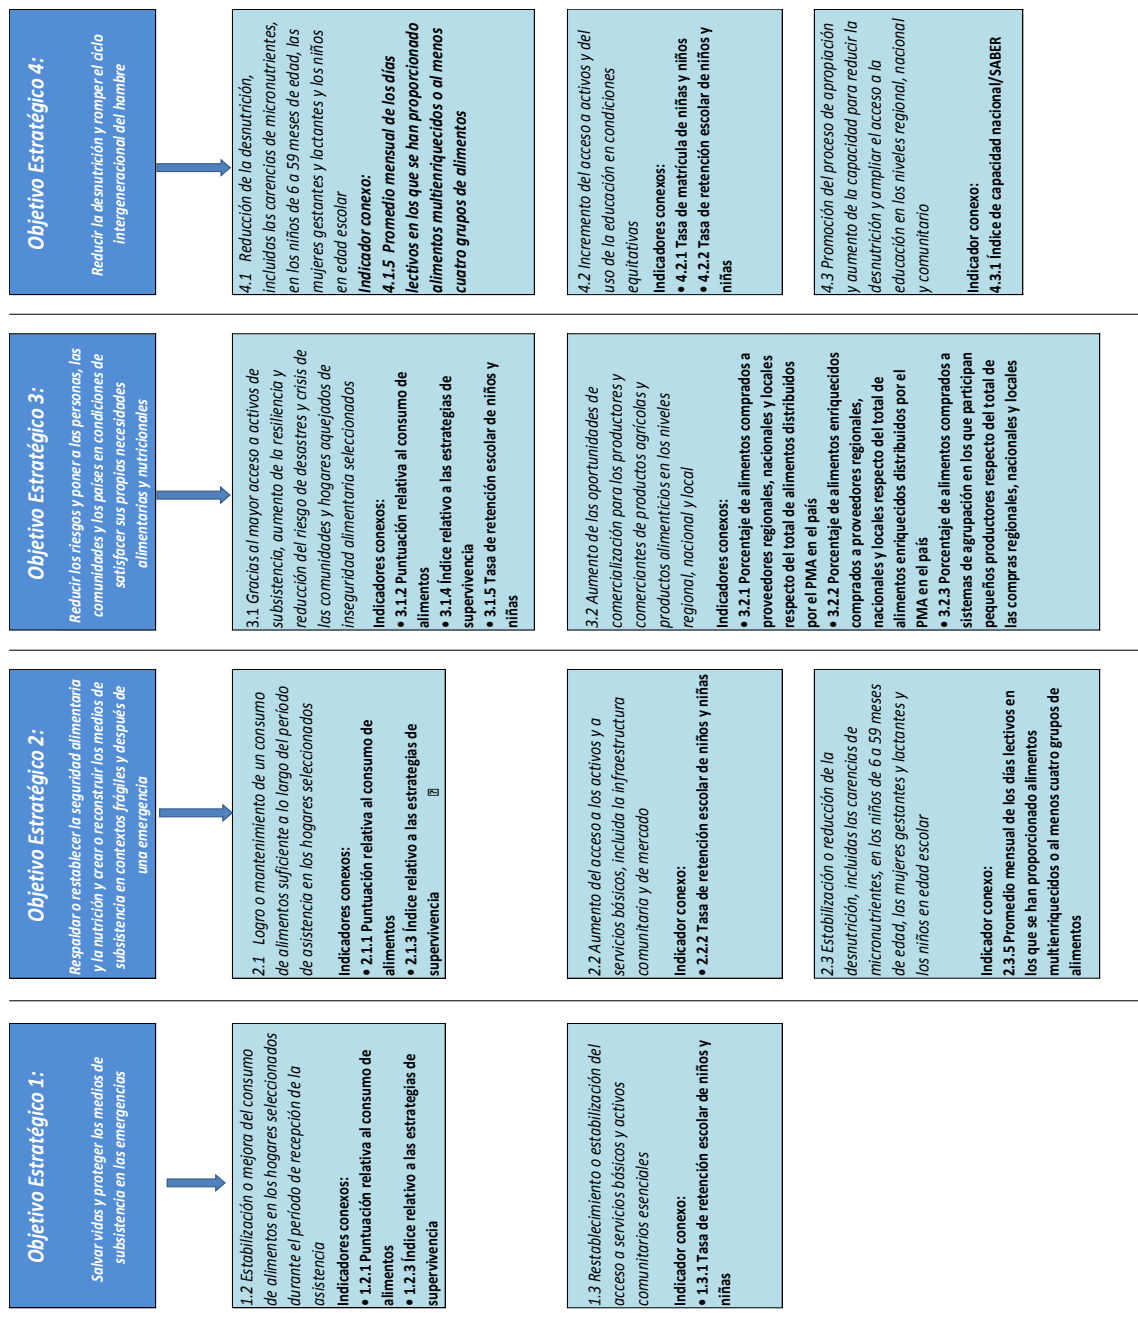 Objetivo Estratégico 1:
Salvar vidas y proteger los medios de
subsistencia en las emergencias
1.2 Estabilización o mejora del consumo
de alimentos en los hogares seleccionados
durante el período de recepción de la
asistencia
Indicadores conexos:
• 1.2.1 Puntuación relativa al consumo de
alimentos
• 1.2.3 Índice relativo a las estrategias de
supervivencia
1.3 Restablecimiento o estabilización del
acceso a servicios básicos y activos
comunitarios esenciales
Indicador conexo:
• 1.3.1 Tasa de retención escolar de niños y
niñas
Objetivo Estratégico 2:
Respaldar o restablecer la seguridad alimentaria
y la nutrición y crear o reconstruir los medios de
subsistencia en contextos frágiles y después de
una emergencia
2.1 Logro o mantenimiento de un consumo
de alimentos suficiente a lo largo del período
de asistencia en los hogares seleccionados
Indicadores conexos:
• 2.1.1 Puntuación relativa al consumo de
alimentos
• 2.1.3 Índice relativo a las estrategias de
supervivencia
2.2 Aumento del acceso a los activos y a
servicios básicos, incluida la infraestructura
comunitaria y de mercado
Indicador conexo:
• 2.2.2 Tasa de retención escolar de niños y niñas
2.3 Estabilización o reducción de la
desnutrición, incluidas las carencias de
micronutrientes, en los niños de 6 a 59 meses
de edad, las mujeres gestantes y lactantes y
los niños en edad escolar
Indicador conexo:
2.3.5 Promedio mensual de los días lectivos en
los que se han proporcionado alimentos
multienriquecidos o al menos cuatro grupos de
alimentos
Objetivo Estratégico 3:
Reducir los riesgos y poner a las personas, las
comunidades y los países en condiciones de
satisfacer sus propias necesidades
alimentarias y nutricionales
3.1 Gracias al mayor acceso a activos de
subsistencia, aumento de la resiliencia y
reducción del riesgo de desastres y crisis de
las comunidades y hogares aquejados de
inseguridad alimentaria seleccionados
Indicadores conexos:
• 3.1.2 Puntuación relativa al consumo de
alimentos
• 3.1.4 Índice relativo a las estrategias de
supervivencia
• 3.1.5 Tasa de retención escolar de niños y
niñas
3.2 Aumento de las oportunidades de
comercialización para los productores y
comerciantes de productos agrícolas y
productos alimenticios en los niveles
regional, nacional y local
Indicadores conexos:
• 3.2.1 Porcentaje de alimentos comprados a
proveedores regionales, nacionales y locales
respecto del total de alimentos distribuidos
por el PMA en el país
• 3.2.2 Porcentaje de alimentos enriquecidos
comprados a proveedores regionales,
nacionales y locales respecto del total de
alimentos enriquecidos distribuidos por el
PMA en el país
• 3.2.3 Porcentaje de alimentos comprados a
sistemas de agrupación en los que participan
pequeños productores respecto del total de
las compras regionales, nacionales y locales
Objetivo Estratégico 4:
Reducir la desnutrición y romper el ciclo
intergeneracional del hambre
4.1 Reducción de la desnutrición,
incluidas las carencias de micronutrientes,
en los niños de 6 a 59 meses de edad, las
mujeres gestantes y lactantes y los niños
en edad escolar
Indicador conexo:
4.1.5 Promedio mensual de los días
lectivos en los que se han proporcionado
alimentos multienriquecidos o al menos
cuatro grupos de alimentos
4.2 Incremento del acceso a activos y del
uso de la educación en condiciones
equitativas
Indicadores conexos:
• 4.2.1 Tasa de matrícula de niñas y niños
• 4.2.2 Tasa de retención escolar de niños y
niñas
4.3 Promoción del proceso de apropiación
y aumento de la capacidad para reducir la
desnutrición y ampliar el acceso a la
educación en los niveles regional, nacional
y comunitario
Indicador conexo:
4.3.1 Índice de capacidad nacional/SABER